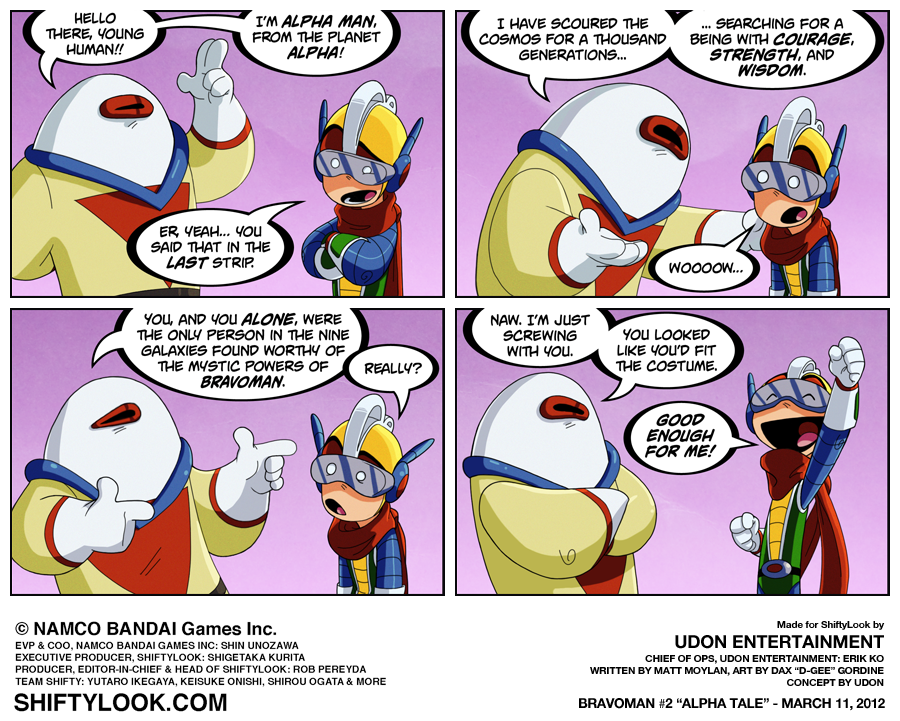 HELLO
THERE, YOUNG
HUMAN!!
I'M ALPHA MAN,
FROM THE PLANET
ALPHA!
ER, YEAH... YOU
SAID THAT IN THE
LAST STRIP.
I HAVE SCOURED THE
COSMOS FOR A THOUSAND
GENERATIONS...
... SEARCHING FOR A
BEING WITH COURAGE,
STRENGTH, AND
WISDOM.
WOOOOW...
YOU, AND YOU ALONE, WERE
THE ONLY PERSON IN THE NINE
GALAXIES FOUND WORTHY OF
THE MYSTIC POWERS OF
BRAVOMAN.
REALLY?
NAW. I'M JUST
SCREWING
WITH YOU.
YOU LOOKED
LIKE YOU'D FIT
THE COSTUME.
GOOD
ENOUGH
FOR ME!
© NAMCO BANDAI Games Inc.
EVP & COO, NAMCO BANDAI GAMES INC: SHIN UNOZAWA
EXECUTIVE PRODUCER, SHIFTYLOOK: SHIGETAKA KURITA
PRODUCER, EDITOR-IN-CHIEF & HEAD OF SHIFTYLOOK: ROB PEREYDA
TEAM SHIFTY: YUTARO IKEGAYA, KEISUKE ONISHI, SHIROU OGATA & MORE
SHIFTYLOOK.COM
Made for ShiftyLook by
UDON ENTERTAINMENT
CHIEF OF OPS, UDON ENTERTAINMENT: ERIK KO
WRITTEN BY MATT MOYLAN, ART BY DAX "D-GEE" GORDINE
CONCEPT BY UDON
BRAVOMAN #2 "ALPHA TALE" - MARCH 11, 2012